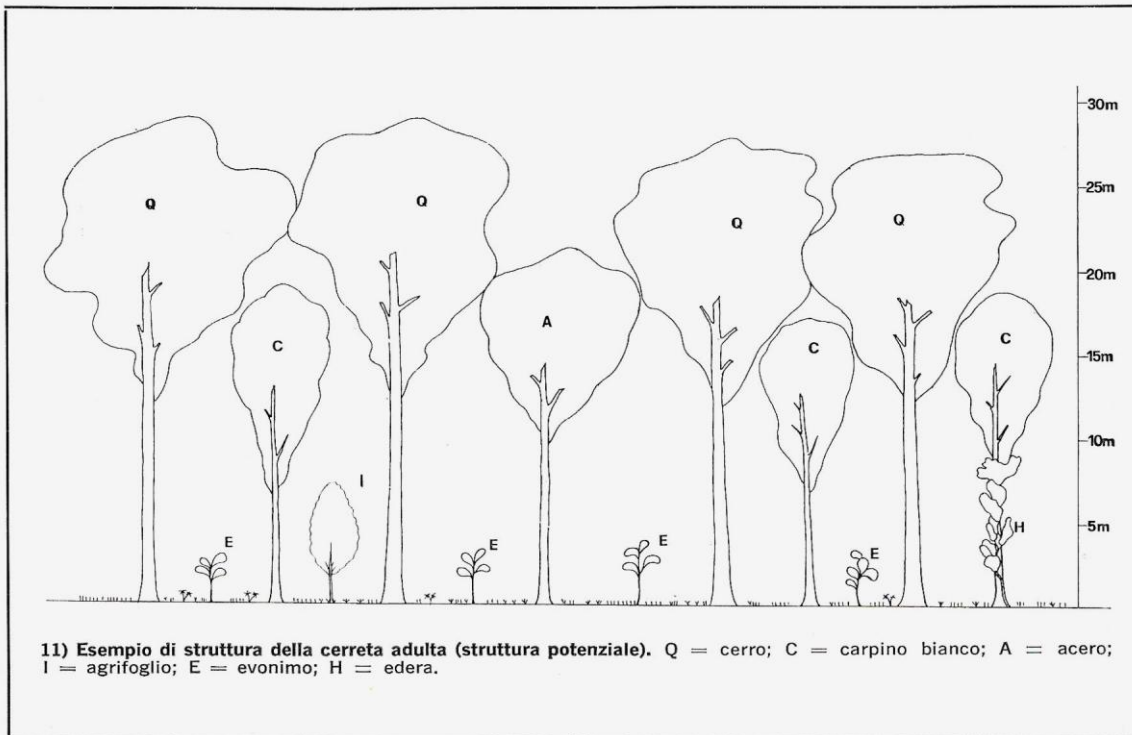 30m
Q
Q
Q
Q
25m
20m
A
C
C
C
15m
10m
I
H
5m
E
E
E
E
11) Esempio di struttura della cerreta adulta (struttura potenziale). Q = cerro; C = carpino bianco; A = acero;
I = agrifoglio; E = evonimo; H = edera.